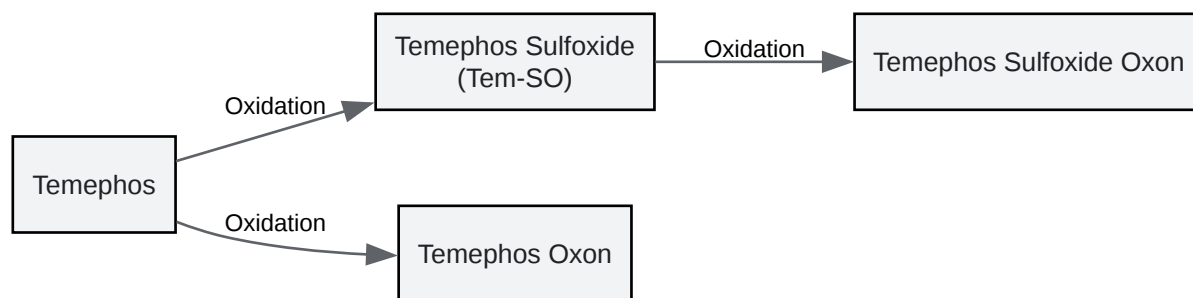 Temephos Sulfoxide
(Tem-SO)
Oxidation
Temephos Sulfoxide Oxon
Oxidation
Temephos
Oxidation
Temephos Oxon